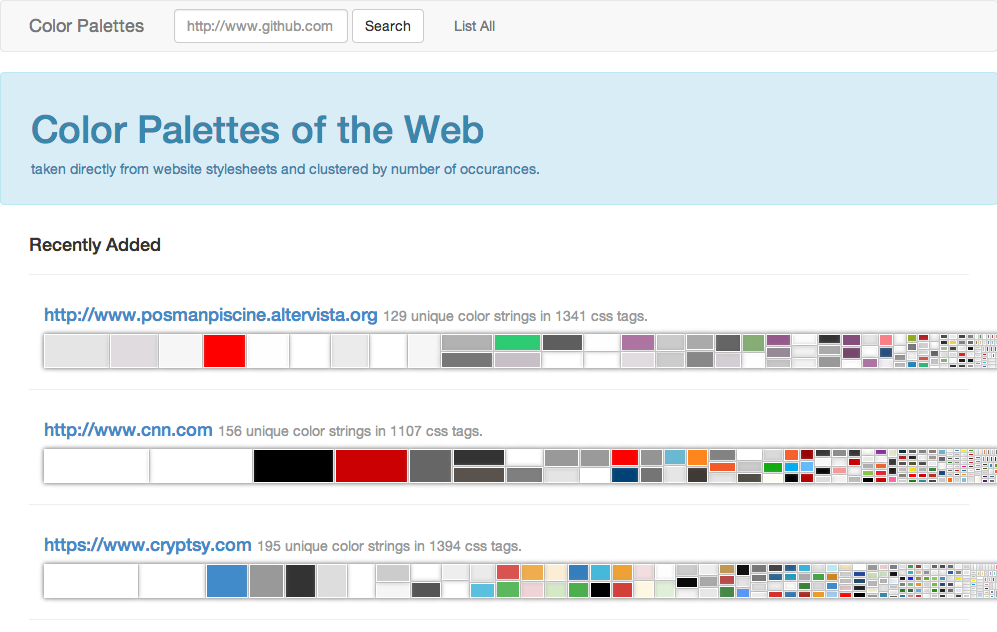 Color Palettes http://www.github.com Search List All
Color Palettes of the Web
taken directly from website stylesheets and clustered by number of occurances.
Recently Added
http://www.posmanpiscine.altervista.org 129 unique color strings in 1341 css tags.
http://www.cnn.com 156 unique color strings in 1107 css tags.
https://www.cryptsy.com 195 unique color strings in 1394 css tags.